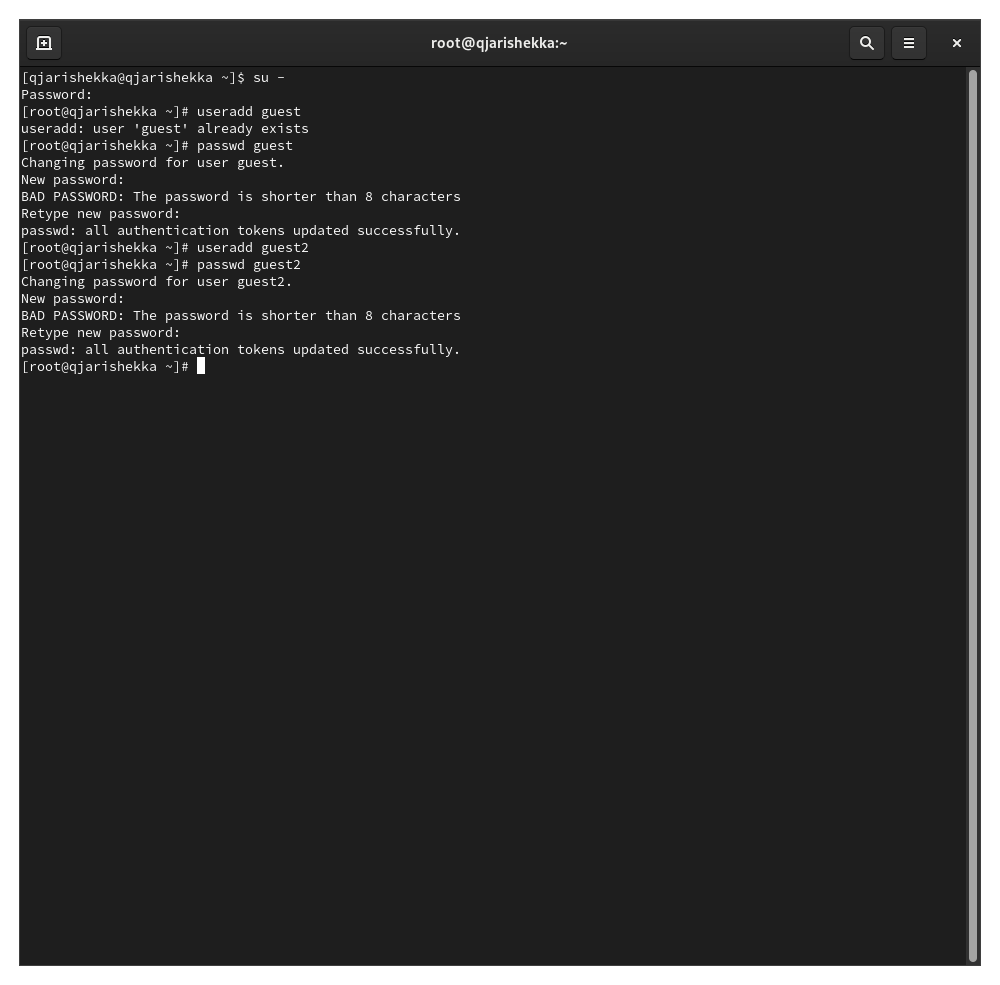 root@qjarishekka:~
[qjarishekka@qjarishekka ~]$ su -
Password:
[root@qjarishekka ~]# useradd guest
useradd: user 'guest' already exists
[root@qjarishekka ~]# passwd guest
Changing password for user guest.
New password:
BAD PASSWORD: The password is shorter than 8 characters
Retype new password:
passwd: all authentication tokens updated successfully.
[root@qjarishekka ~]# useradd guest2
[root@qjarishekka ~]# passwd guest2
Changing password for user guest2.
New password:
BAD PASSWORD: The password is shorter than 8 characters
Retype new password:
passwd: all authentication tokens updated successfully.
[root@qjarishekka ~]#